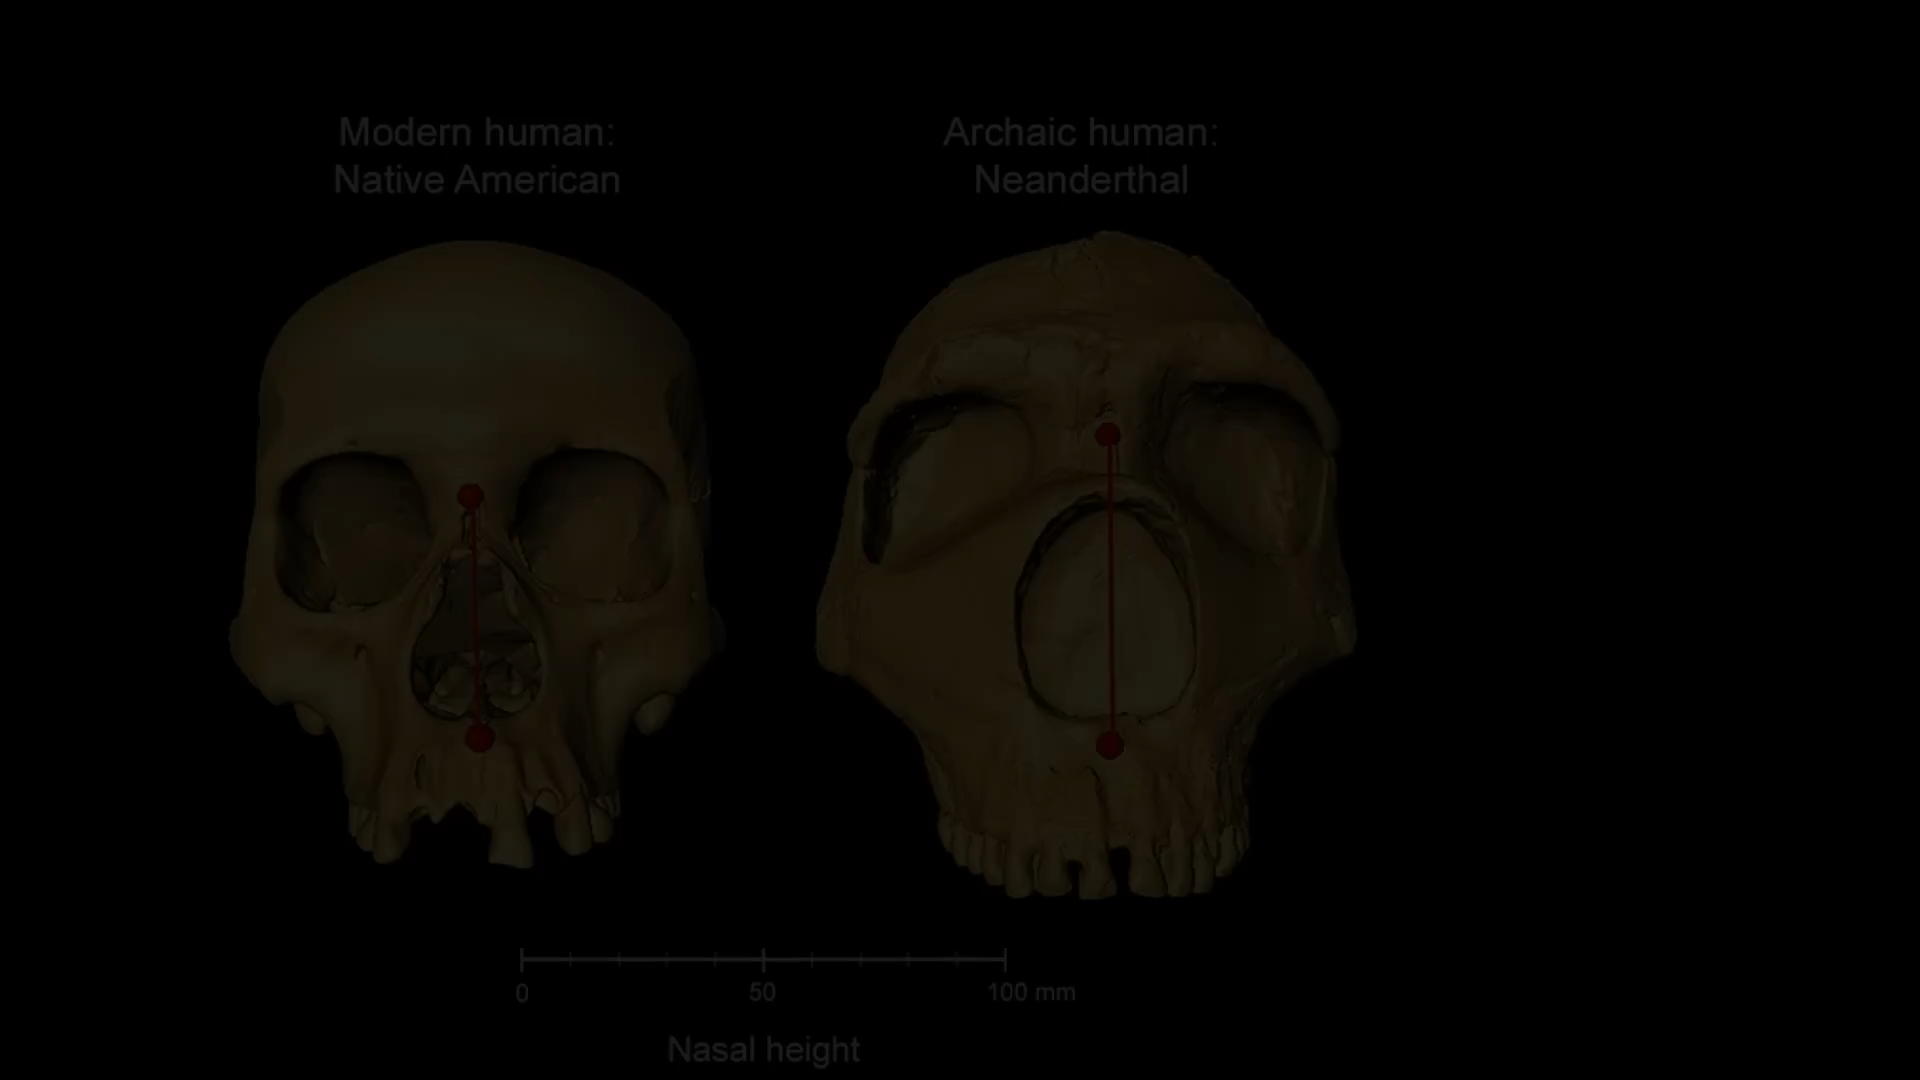 Modern human:
Native American
Archaic human:
Neanderthal
0
50
100 mm
Nasal height